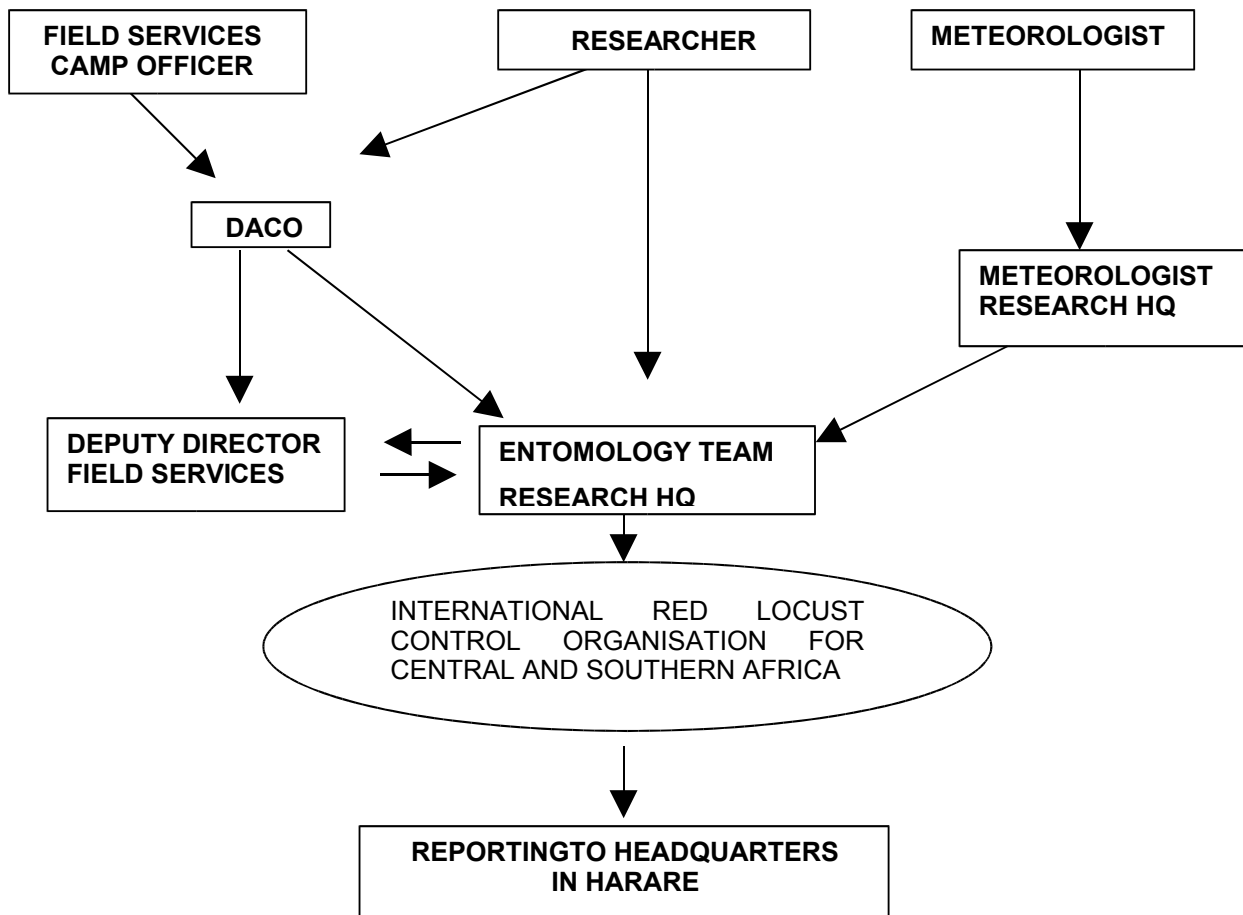 FIELD SERVICES
CAMP OFFICER
RESEARCHER
METEOROLOGIST
DACO
METEOROLOGIST
RESEARCH HQ
DEPUTY DIRECTOR
FIELD SERVICES
ENTOMOLOGY TEAM
RESEARCH HQ
INTERNATIONAL RED LOCUST
CONTROL ORGANISATION FOR
CENTRAL AND SOUTHERN AFRICA
REPORTINGTO HEADQUARTERS
IN HARARE